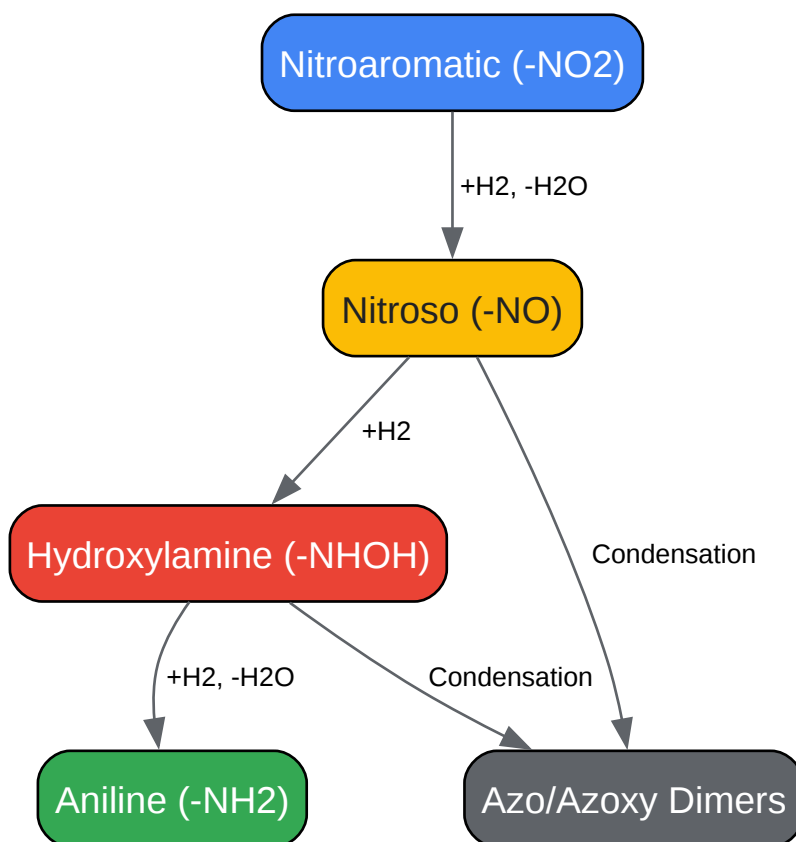 Nitroaromatic (-NO2)
+H2, -H2O
Nitroso (-NO)
+H2
Hydroxylamine (-NHOH)
Condensation
+H2, -H2O
Condensation
Aniline (-NH2)
Azo/Azoxy Dimers